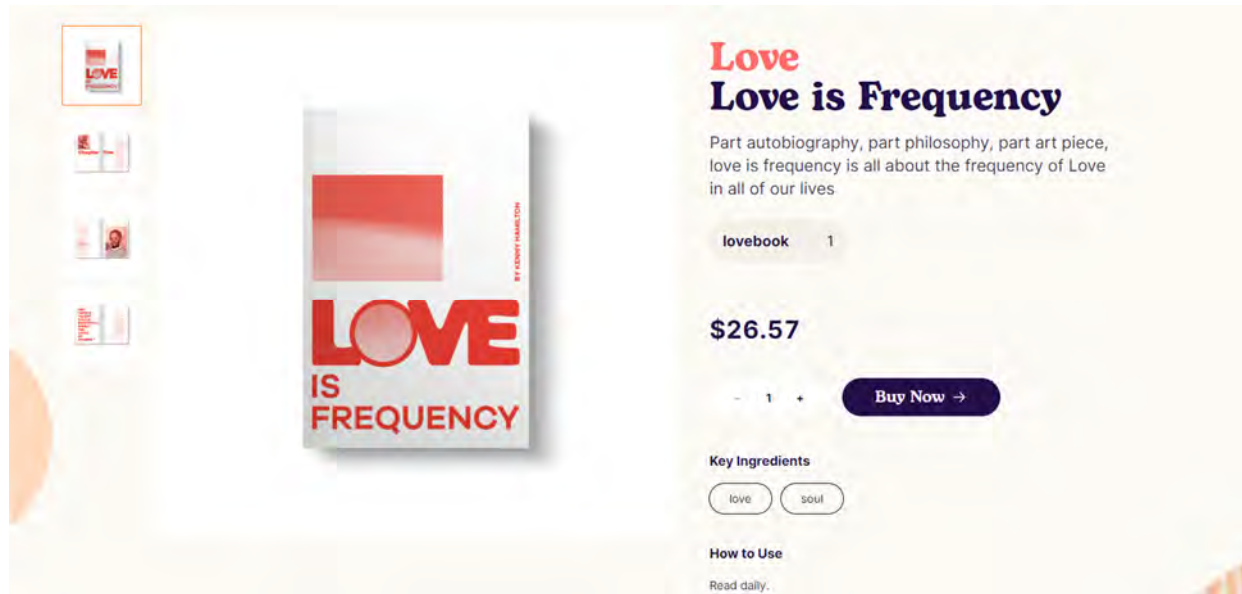 Love
Love is Frequency
Part autobiography, part philosophy, part art piece,
love is frequency is all about the frequency of Love
in all of our lives
lovebook 1
$26.57
- 1 +
Buy Now →
Key Ingredients
love soul
How to Use
Read daily.
BY KENNY HAMILTON
LOVE
IS
FREQUENCY
LOVE